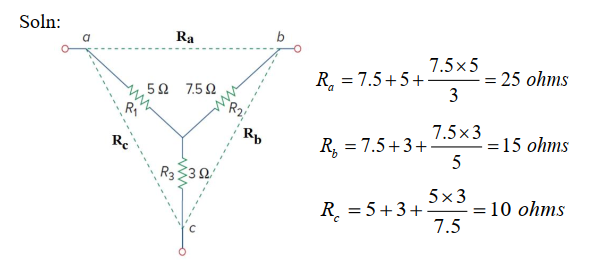 Soln:
a Ra b
5 Ω 7.5 Ω
R1 R2
Rc Rb
R3 3 Ω
c
Ra = 7.5 + 5 + (7.5 × 5)/3 = 25 ohms
Rb = 7.5 + 3 + (7.5 × 3)/5 = 15 ohms
Rc = 5 + 3 + (5 × 3)/7.5 = 10 ohms